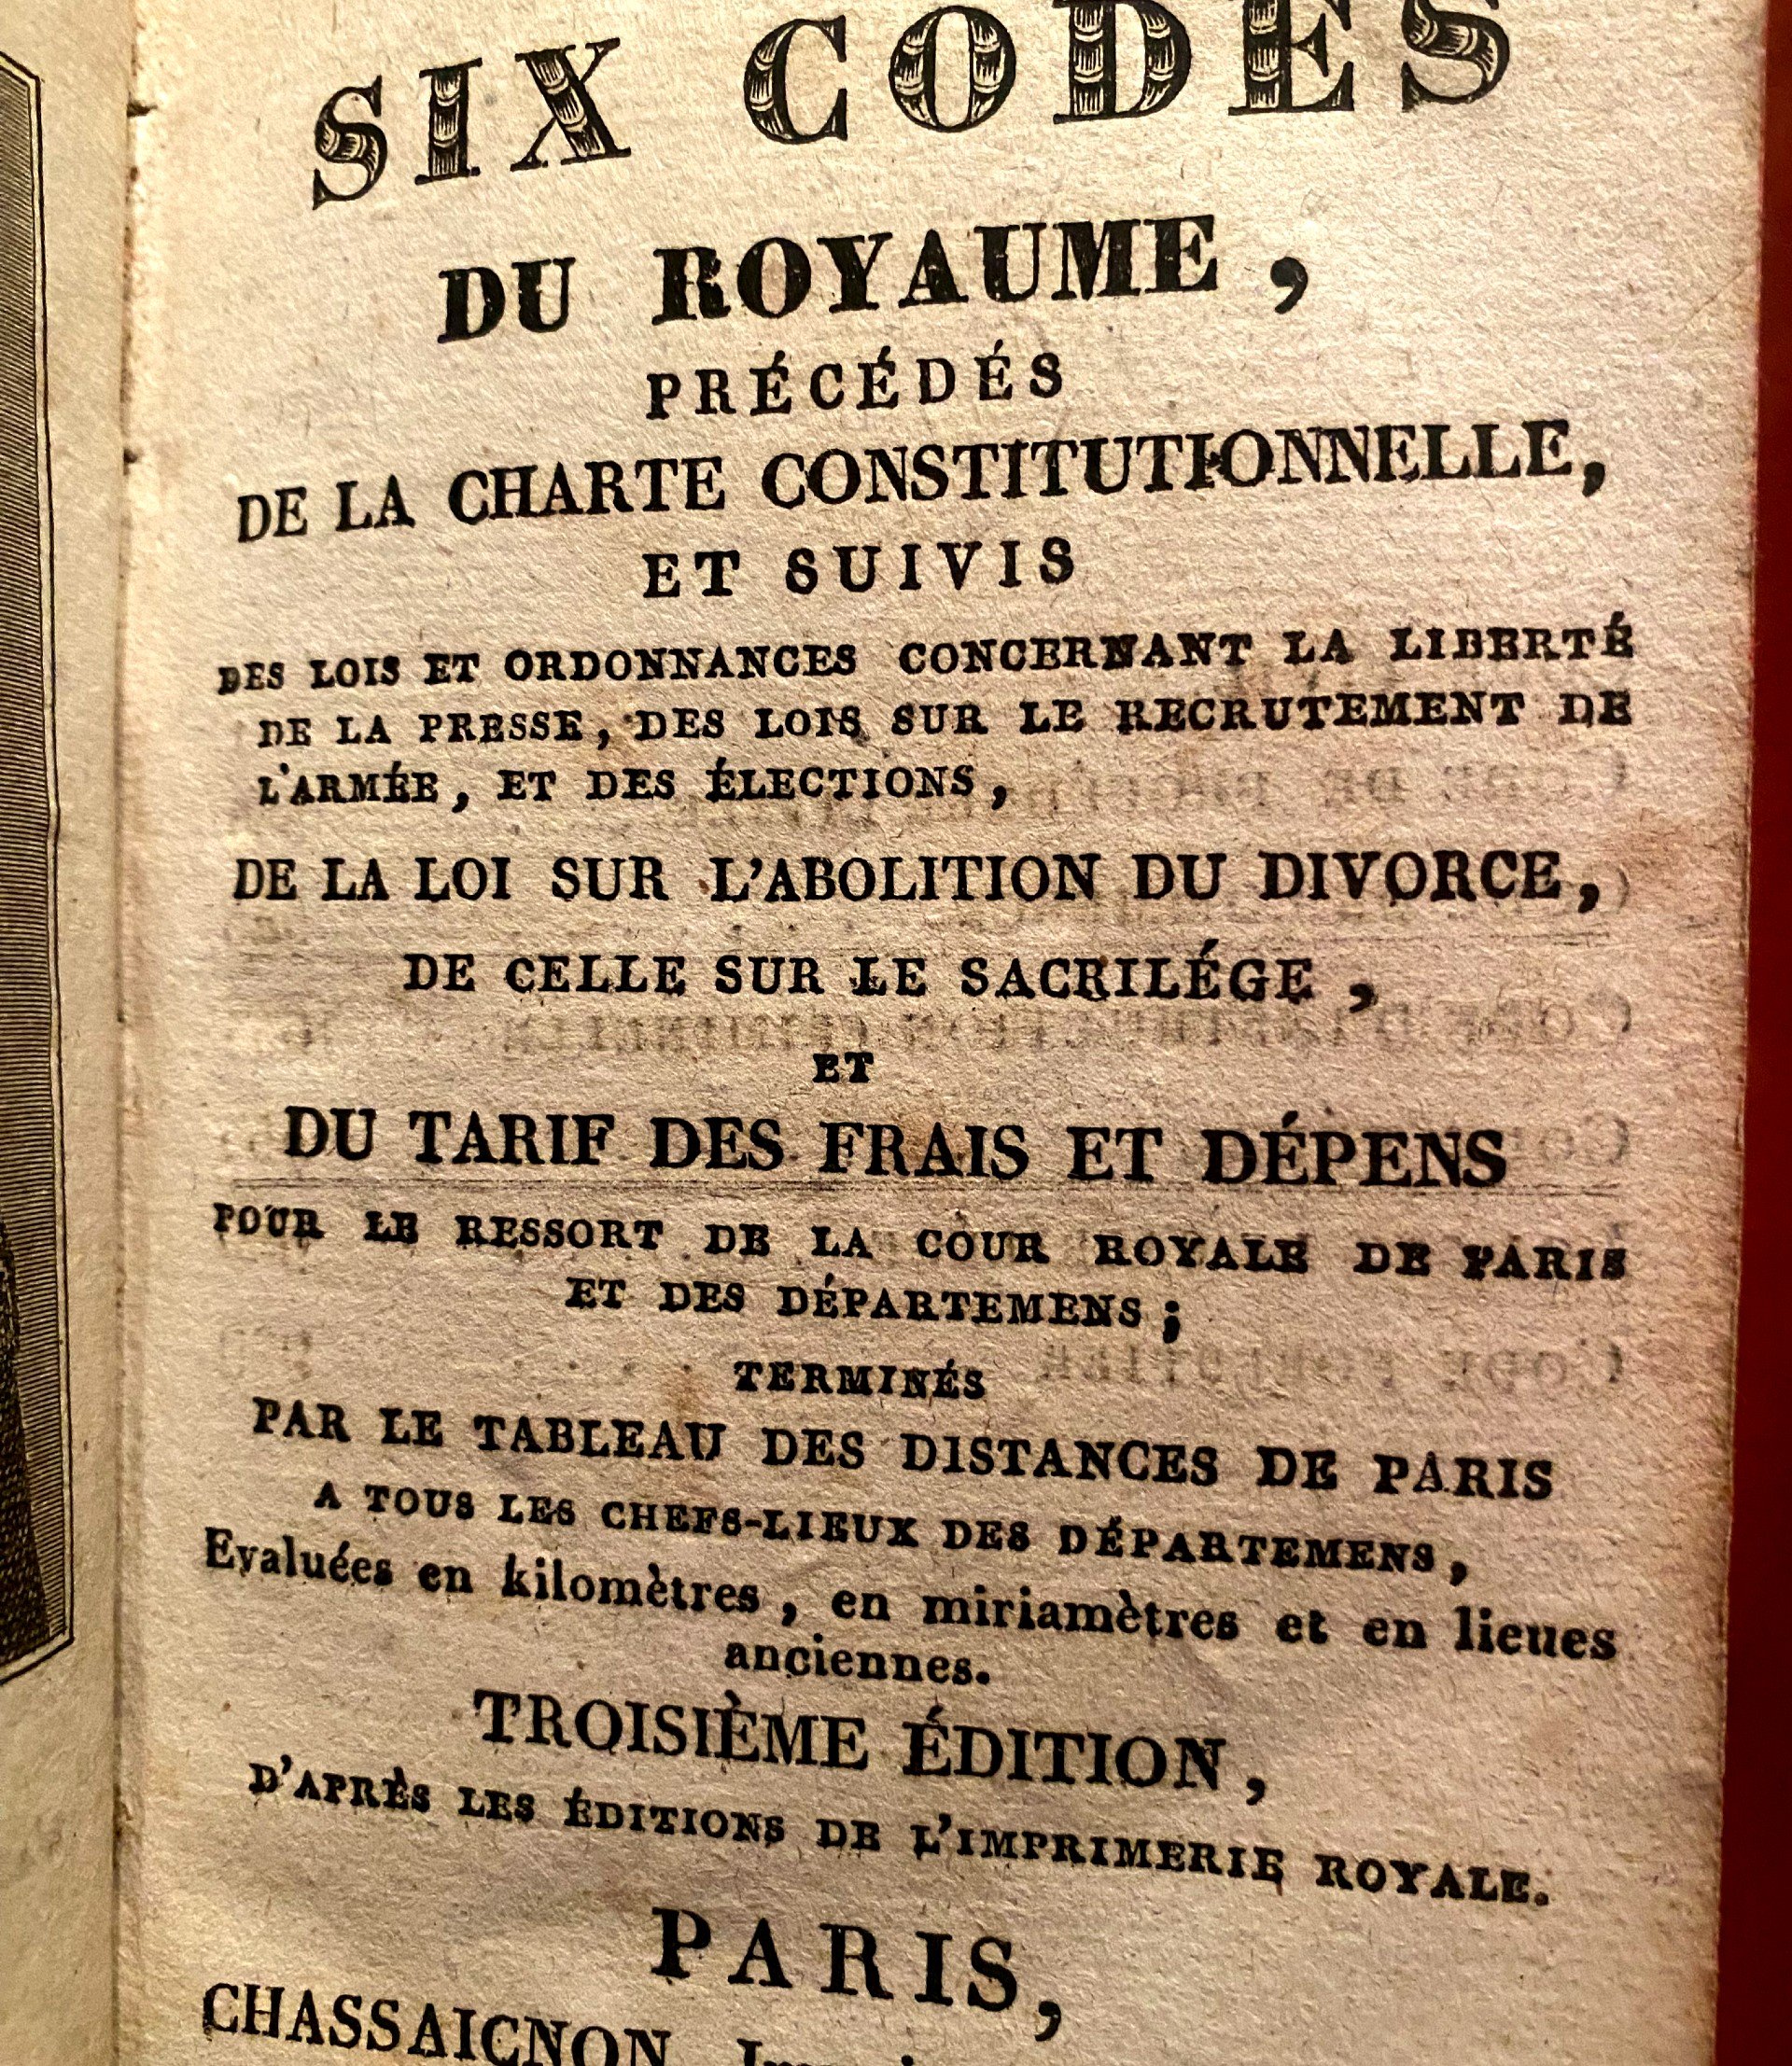 SIX CODES
DU ROYAUME,
PRÉCÉDÉS
DE LA CHARTE CONSTITUTIONNELLE,
ET SUIVIS
DES LOIS ET ORDONNANCES CONCERNANT LA LIBERTÉ
DE LA PRESSE, DES LOIS SUR LE RECRUTEMENT DE
L'ARMÉE, ET DES ÉLECTIONS,
DE LA LOI SUR L'ABOLITION DU DIVORCE,
DE CELLE SUR LE SACRILÉGE,
ET
DU TARIF DES FRAIS ET DÉPENS
POUR LE RESSORT DE LA COUR ROYALE DE PARIS
ET DES DÉPARTEMENS;
TERMINÉS
PAR LE TABLEAU DES DISTANCES DE PARIS
A TOUS LES CHEFS-LIEUX DES DÉPARTEMENS,
Evaluées en kilomètres, en miriamètres et en lieues
anciennes.
TROISIÈME ÉDITION,
D'APRÈS LES ÉDITIONS DE L'IMPRIMERIE ROYALE.
PARIS,
CHASSAIGNON